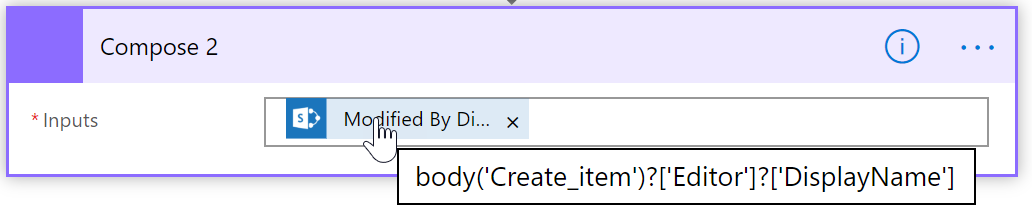 Compose 2
* Inputs
Modified By Di...
body('Create_item')?['Editor']?['DisplayName']